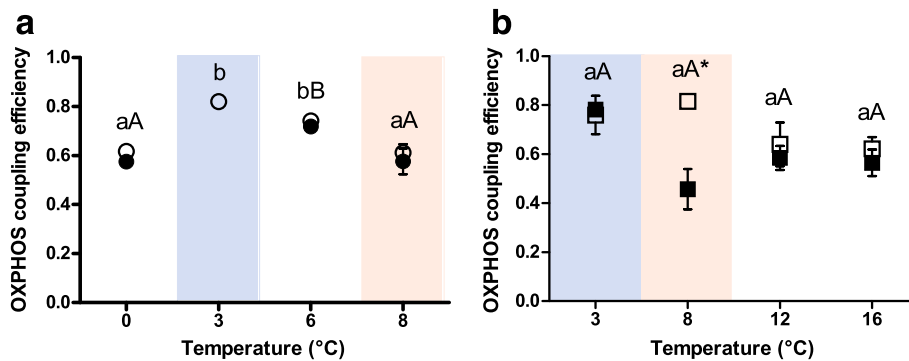 a
OXPHOS coupling efficiency
1.0
0.8
0.6
0.4
0.2
0.0
aA
b
bB
aA
0
3
6
8
Temperature (°C)
b
OXPHOS coupling efficiency
1.0
0.8
0.6
0.4
0.2
0.0
aA
aA*
aA
aA
3
8
12
16
Temperature (°C)